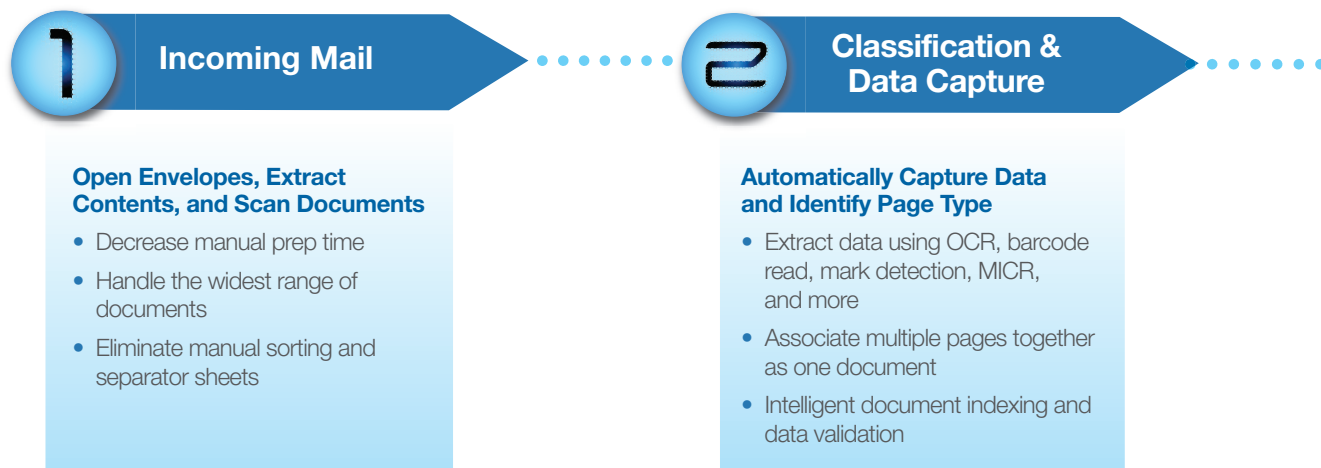 1
Incoming Mail
Open Envelopes, Extract
Contents, and Scan Documents
• Decrease manual prep time
• Handle the widest range of
documents
• Eliminate manual sorting and
separator sheets
2
Classification &
Data Capture
Automatically Capture Data
and Identify Page Type
• Extract data using OCR, barcode
read, mark detection, MICR,
and more
• Associate multiple pages together
as one document
• Intelligent document indexing and
data validation